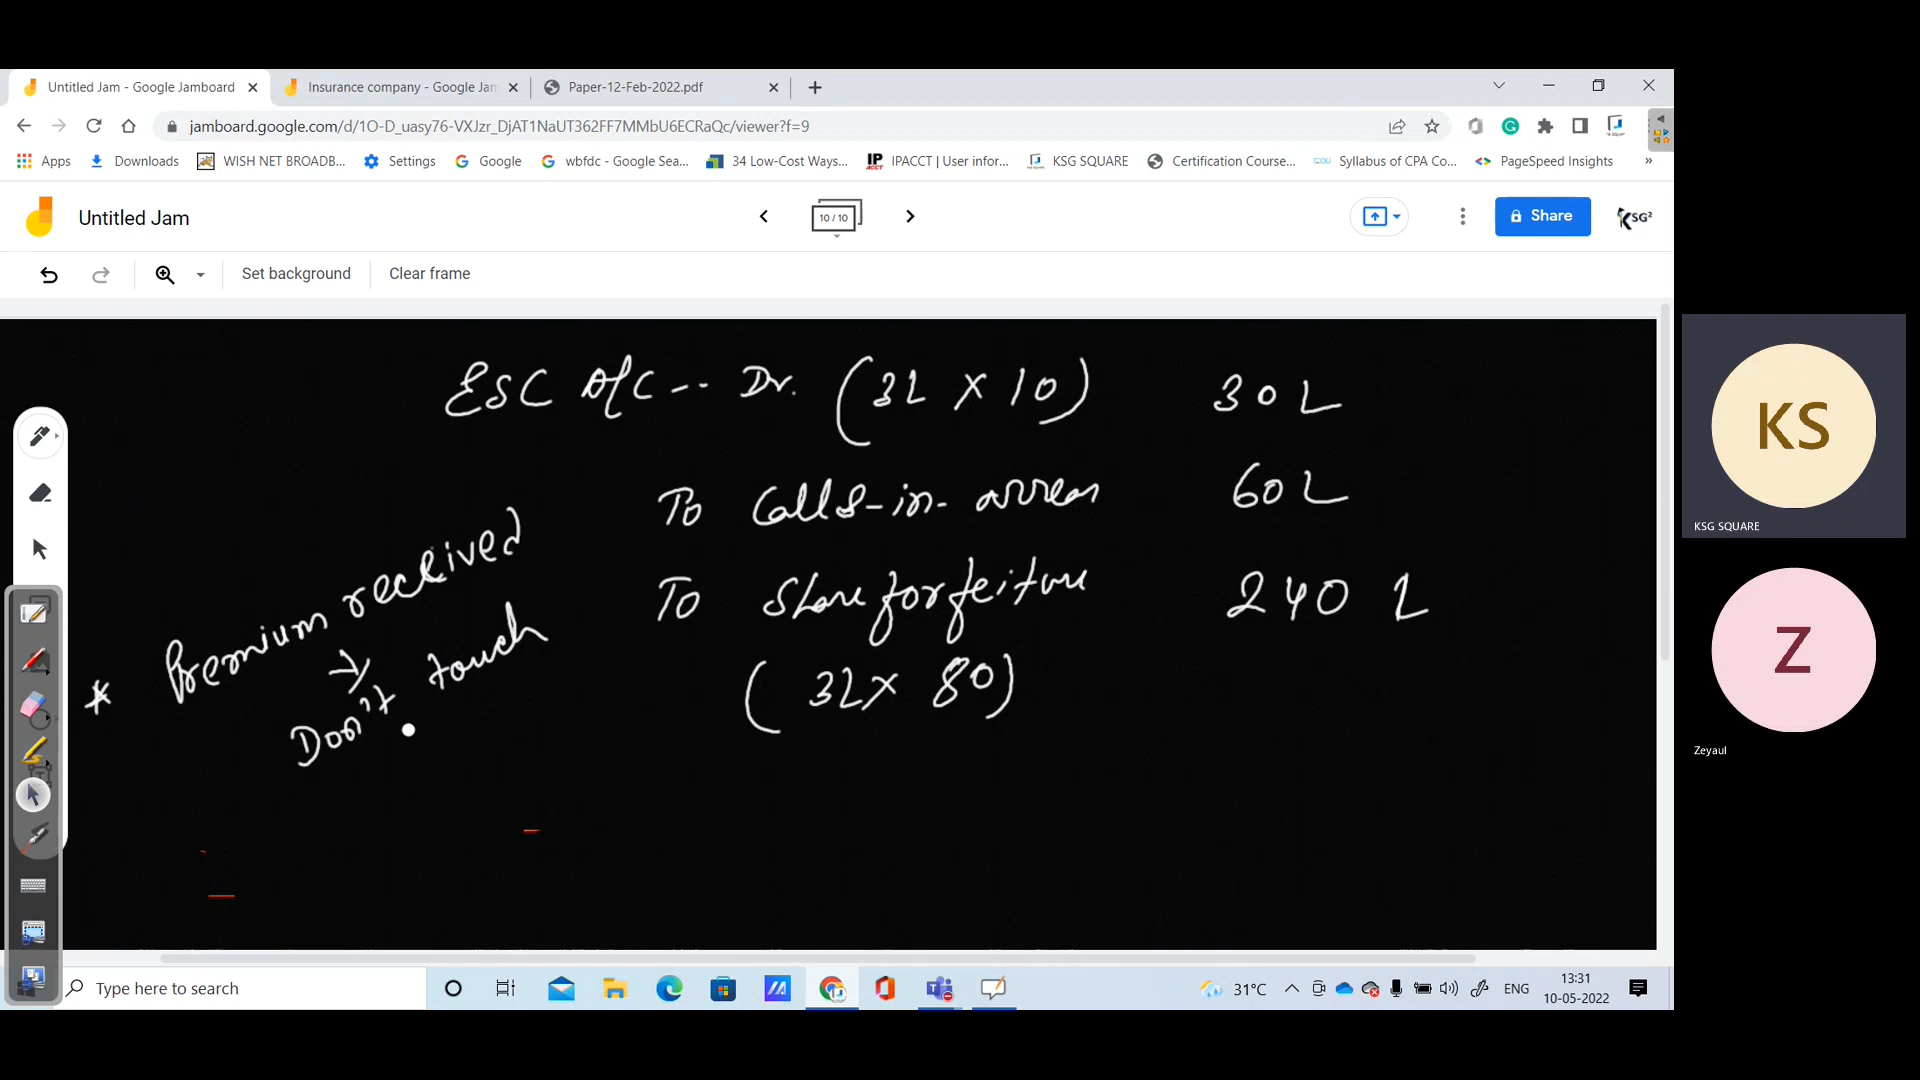 Untitled Jam - Google Jamboard
Insurance company - Google Jam
Paper-12-Feb-2022.pdf
jamboard.google.com/d/1O-D_uasy76-VXJzr_DjAT1NaUT362FF7MMbU6ECRaQc/viewer?f=9
Apps
Downloads
WISH NET BROADB...
Settings
Google
wbfdc - Google Sea...
34 Low-Cost Ways...
IPACCT | User infor...
KSG SQUARE
Certification Course...
Syllabus of CPA Co...
PageSpeed Insights
»
Untitled Jam
10 / 10
Share
KSG²
Set background
Clear frame
ESC A/C -- Dr. (3L X 10) 30 L
To Calls-in-arrear 60 L
To Share forfeiture 240 L
(3L X 80)
* Premium received
→
Don't touch
KS
KSG SQUARE
Z
Zeyaul
Type here to search
31°C
ENG
13:31
10-05-2022